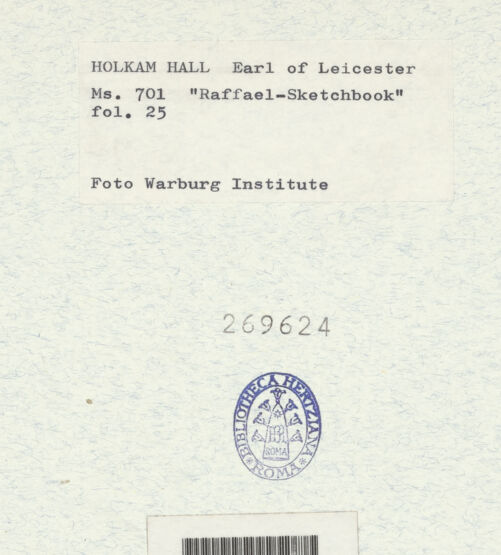 HOLKAM HALL Earl of Leicester
Ms. 701 "Raffael-Sketchbook"
fol. 25
Foto Warburg Institute
269624
BIBLIOTHECA HERTZIANA
ROMA
* ROMA *